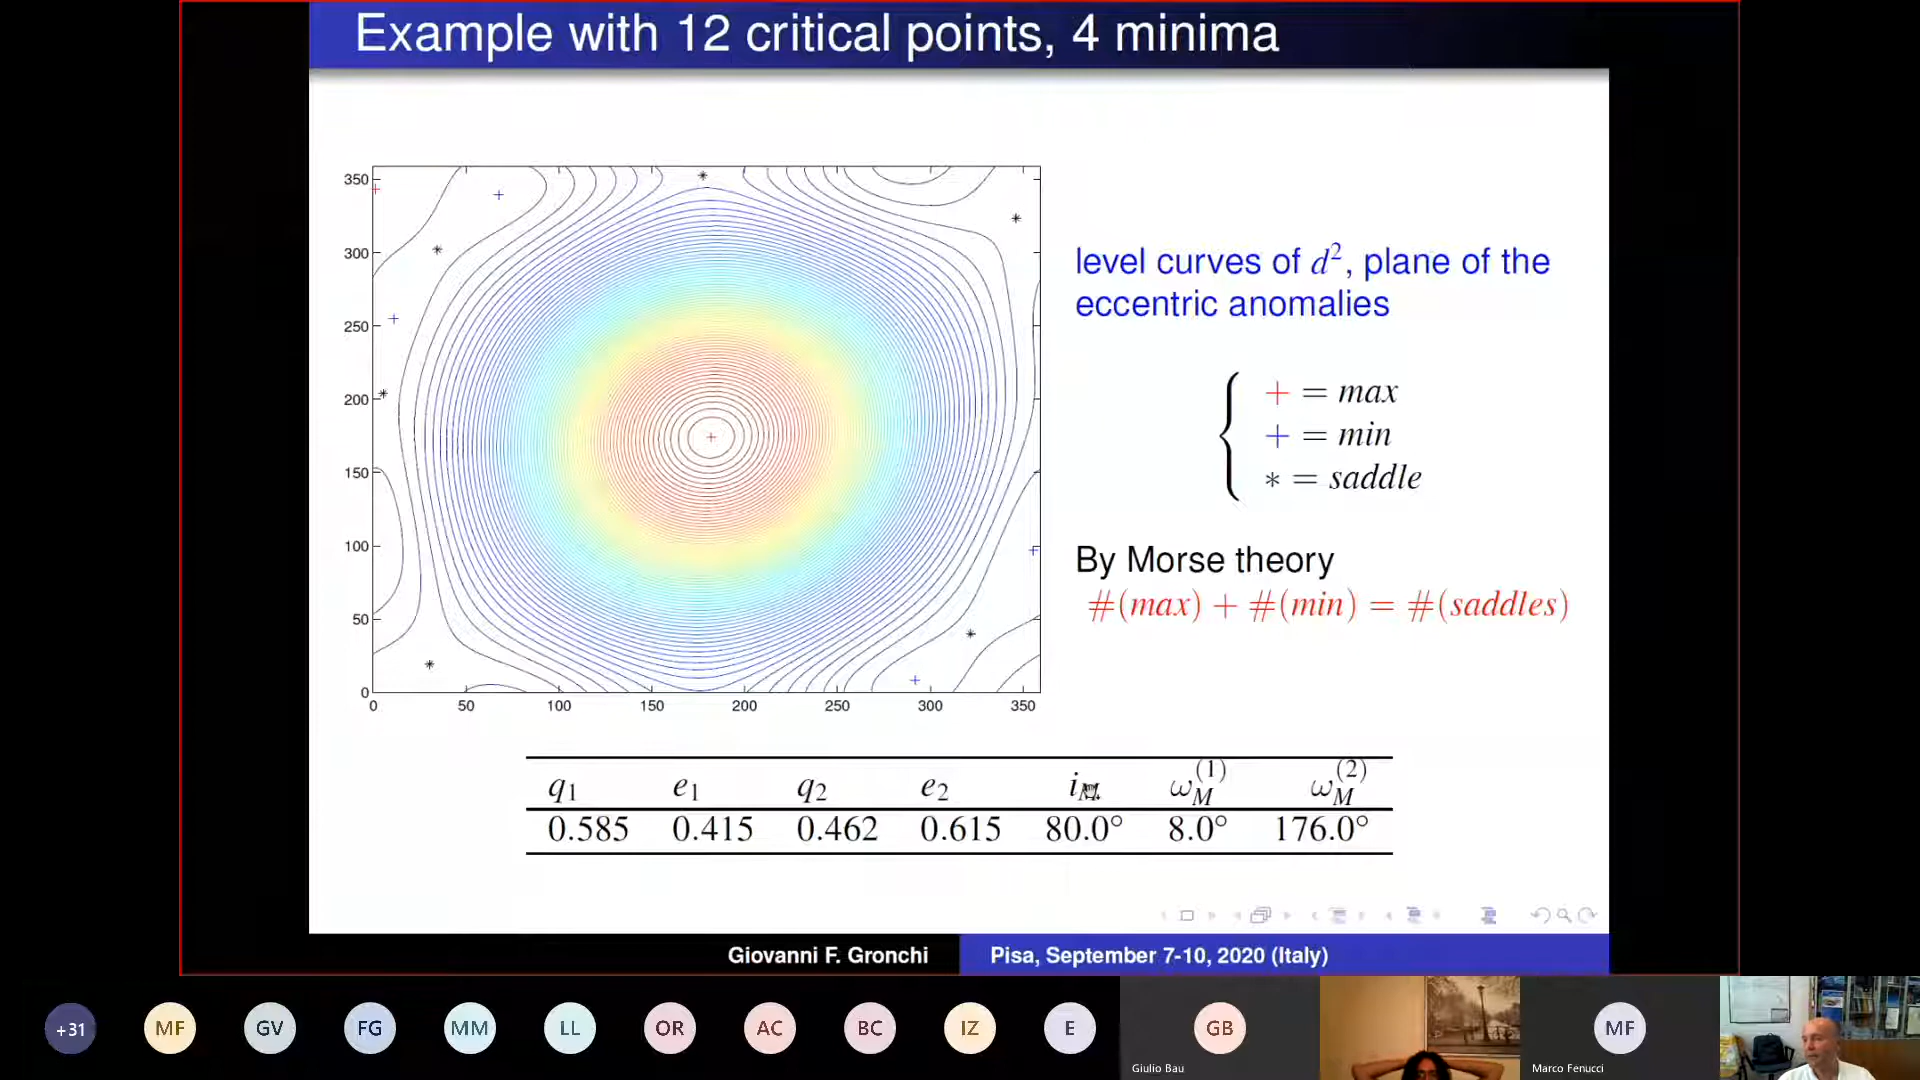 Example with 12 critical points, 4 minima
350
300
250
200
150
100
50
0
0 50 100 150 200 250 300 350
level curves of d², plane of the
eccentric anomalies
+ = max
+ = min
* = saddle
By Morse theory
#(max) + #(min) = #(saddles)
q₁ e₁ q₂ e₂ i_M ω_M^(1) ω_M^(2)
0.585 0.415 0.462 0.615 80.0° 8.0° 176.0°
Giovanni F. Gronchi Pisa, September 7-10, 2020 (Italy)
+31 MF GV FG MM LL OR AC BC IZ E GB MF
Giulio Bau Marco Fenucci